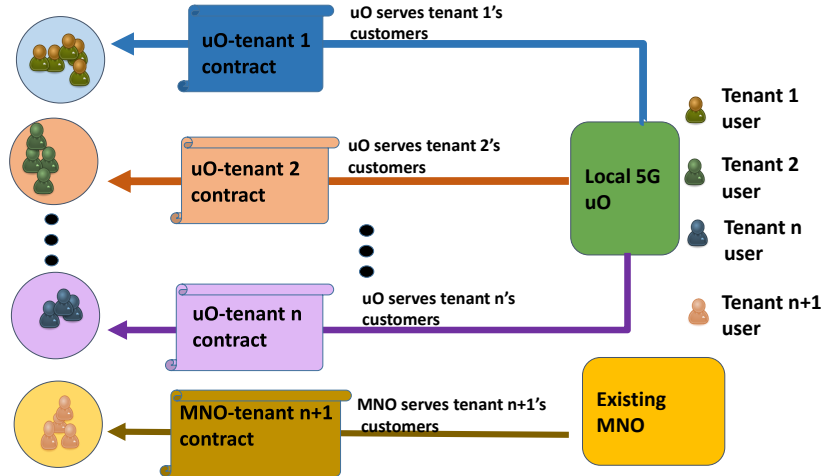 uO serves tenant 1's
customers
uO-tenant 1
contract
uO serves tenant 2's
customers
uO-tenant 2
contract
Local 5G
uO
Tenant 1
user
Tenant 2
user
Tenant n
user
Tenant n+1
user
uO serves tenant n's
customers
uO-tenant n
contract
MNO serves tenant n+1's
customers
MNO-tenant n+1
contract
Existing
MNO